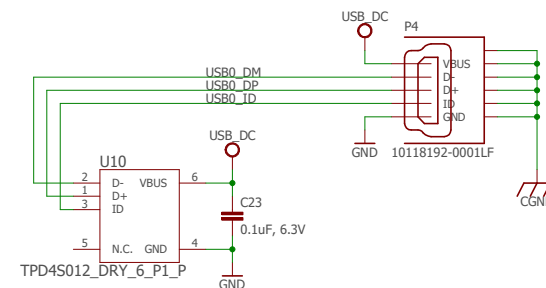 USB_DC
P4
USB0_DM
USB0_DP
USB0_ID
VBUS
D-
D+
ID
GND
GND
10118192-0001LF
CGND
USB_DC
U10
2 D- VBUS 6
1 D+
3 ID
C23
0.1uF, 6.3V
5 N.C. GND 4
TPD4S012_DRY_6_P1_P
GND